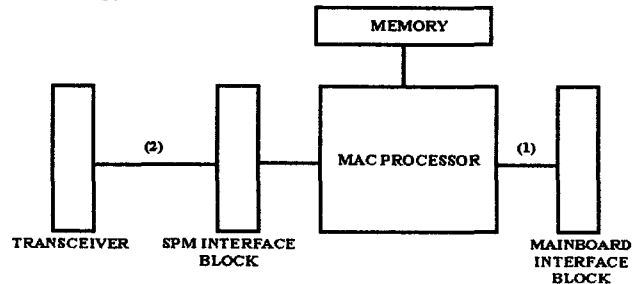 MEMORY
(2)
MAC PROCESSOR
(1)
TRANSCEIVER
SPM INTERFACE
BLOCK
MAINBOARD
INTERFACE
BLOCK